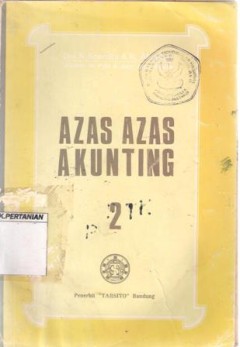 AZAS AZAS
AKUNTING
2
K.PERTANIAN
Penerbit "TARSITO" Bandung